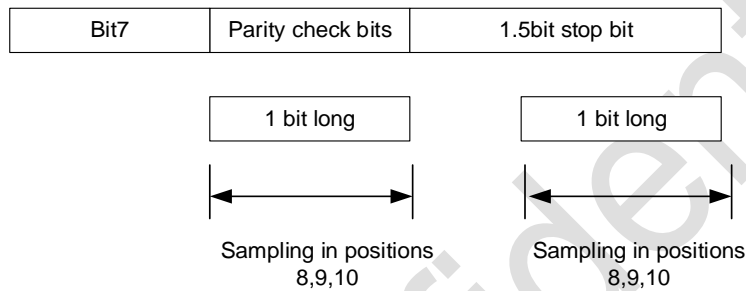 Bit7 Parity check bits 1.5bit stop bit
1 bit long 1 bit long
Sampling in positions Sampling in positions
8,9,10 8,9,10